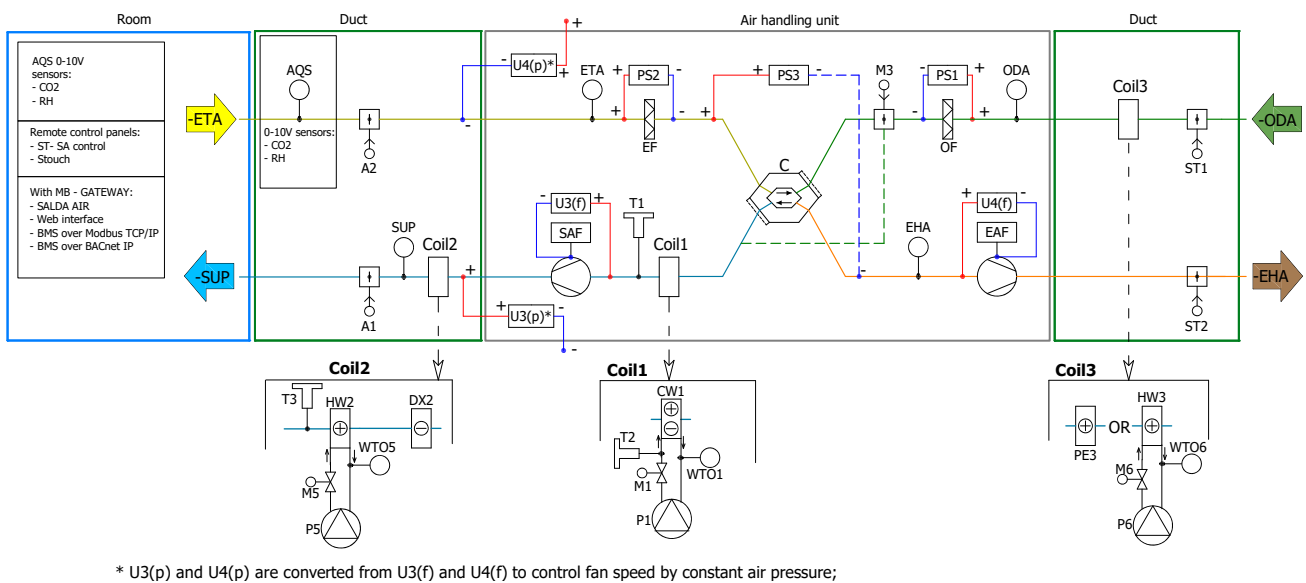 Room
Duct
Air handling unit
Duct
AQS 0-10V
sensors:
- CO2
- RH
Remote control panels:
- ST- SA control
- Stouch
With MB - GATEWAY:
- SALDA AIR
- Web interface
- BMS over Modbus TCP/IP
- BMS over BACnet IP
-ETA
-SUP
AQS
0-10V sensors:
- CO2
- RH
A2
SUP
Coil2
A1
+
- U4(p)* +
-
ETA
PS2
+ -
EF
+ PS3 -
M3
- PS1 +
OF
ODA
Coil3
ST1
-ODA
C
- U3(f) +
SAF
T1
Coil1
+
+ U3(p)* -
-
EHA
-
+ U4(f) -
EAF
ST2
-EHA
Coil2
T3
HW2
DX2
WTO5
M5
P5
Coil1
CW1
T2
WTO1
M1
P1
Coil3
PE3
OR
HW3
WTO6
M6
P6
* U3(p) and U4(p) are converted from U3(f) and U4(f) to control fan speed by constant air pressure;